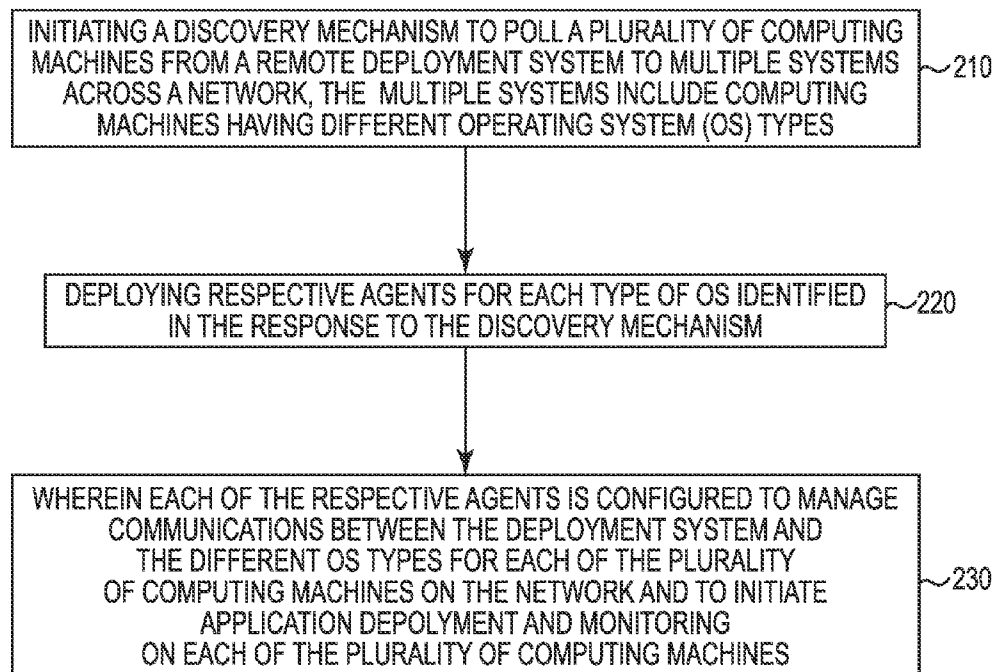 INITIATING A DISCOVERY MECHANISM TO POLL A PLURALITY OF COMPUTING
MACHINES FROM A REMOTE DEPLOYMENT SYSTEM TO MULTIPLE SYSTEMS
ACROSS A NETWORK, THE MULTIPLE SYSTEMS INCLUDE COMPUTING
MACHINES HAVING DIFFERENT OPERATING SYSTEM (OS) TYPES
210
DEPLOYING RESPECTIVE AGENTS FOR EACH TYPE OF OS IDENTIFIED
IN THE RESPONSE TO THE DISCOVERY MECHANISM
220
WHEREIN EACH OF THE RESPECTIVE AGENTS IS CONFIGURED TO MANAGE
COMMUNICATIONS BETWEEN THE DEPLOYMENT SYSTEM AND
THE DIFFERENT OS TYPES FOR EACH OF THE PLURALITY
OF COMPUTING MACHINES ON THE NETWORK AND TO INITIATE
APPLICATION DEPOLYMENT AND MONITORING
ON EACH OF THE PLURALITY OF COMPUTING MACHINES
230